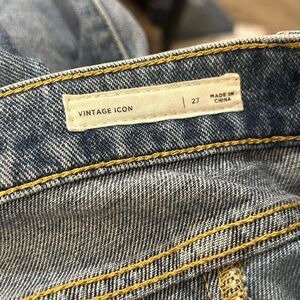 VINTAGE ICON | 27 MADE IN
CHINA